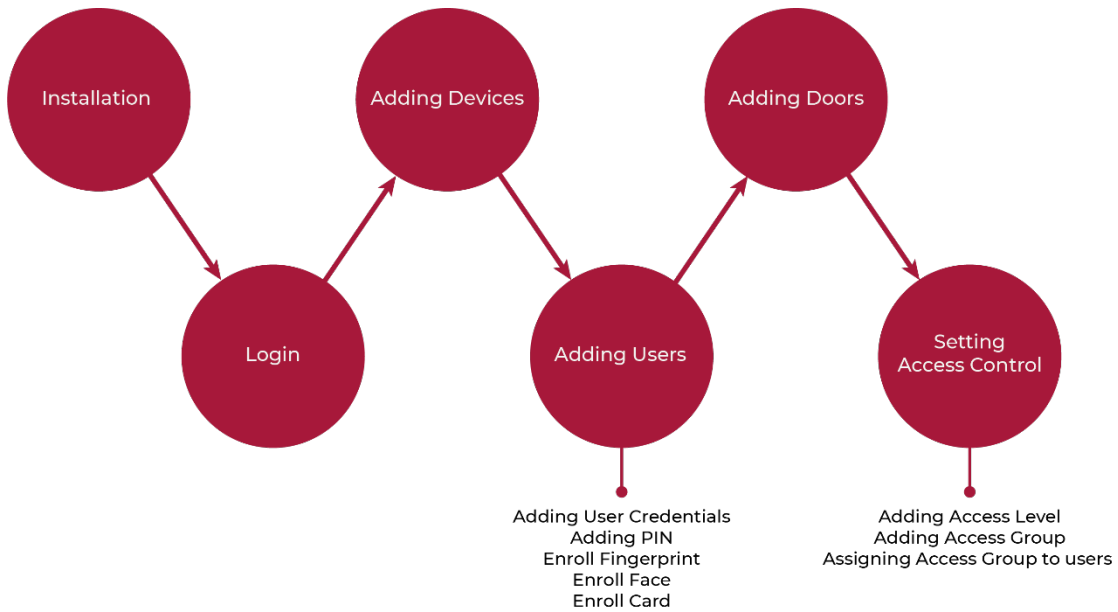 Installation
Login
Adding Devices
Adding Users
Adding User Credentials
Adding PIN
Enroll Fingerprint
Enroll Face
Enroll Card
Adding Doors
Setting
Access Control
Adding Access Level
Adding Access Group
Assigning Access Group to users